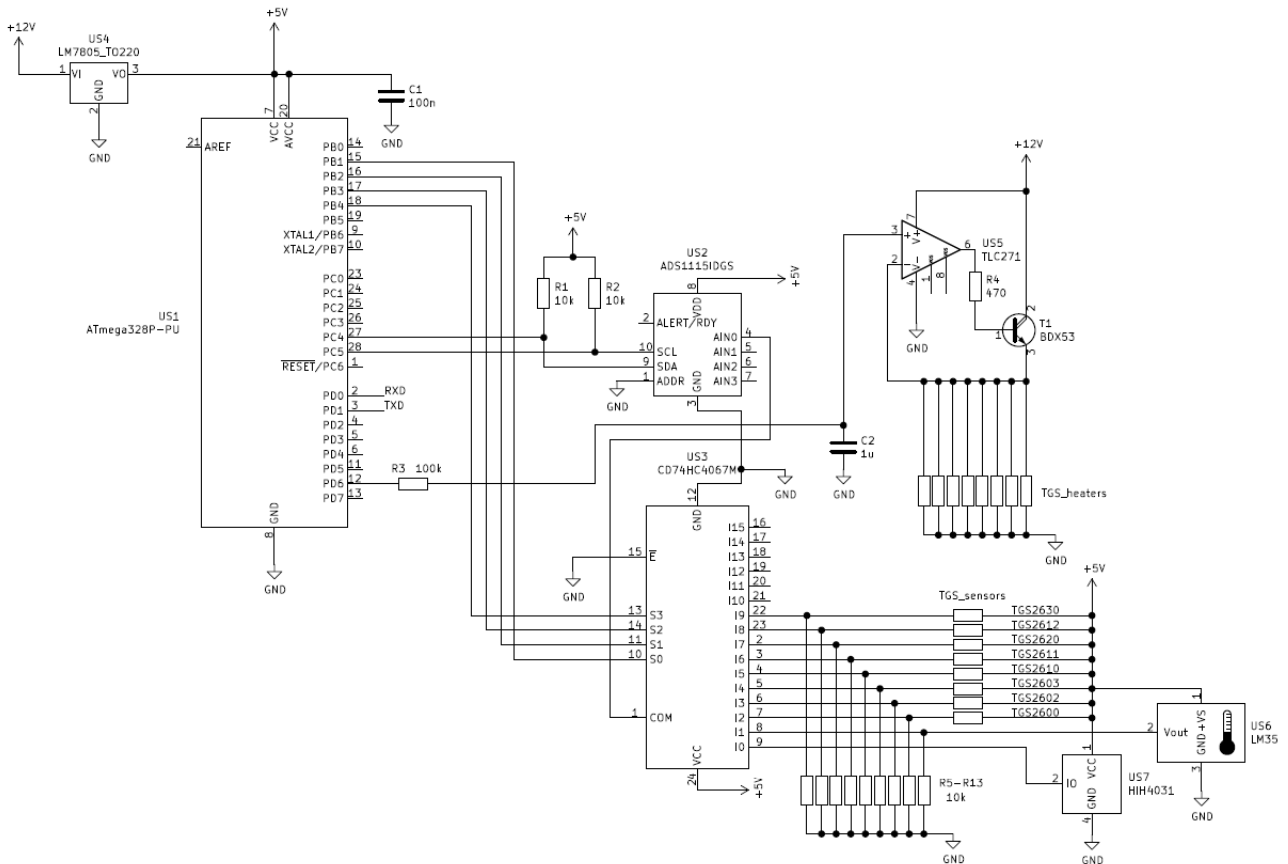 +12V
US4
LM7805_TO220
1 VI VO 3
GND
2
GND
+5V
C1
100n
GND
7 20
VCC
AVCC
21 AREF
PB0 14
PB1 15
PB2 16
PB3 17
PB4 18
PB5 19
XTAL1/PB6 9
XTAL2/PB7 10
PC0 23
PC1 24
PC2 25
PC3 26
PC4 27
PC5 28
RESET/PC6 1
PD0 2 RXD
PD1 3 TXD
PD2 4
PD3 5
PD4 6
PD5 11
PD6 12
PD7 13
US1
ATmega328P-PU
GND
8
GND
R3 100k
+5V
R1
10k
R2
10k
US2
ADS1115IDGS
+5V
8
VDD
2 ALERT/RDY
10 SCL
9 SDA
1 ADDR
GND
3
AIN0 4
AIN1 5
AIN2 6
AIN3 7
GND
C2
1u
GND
GND
+12V
3 +
2 -
7
V+
V-
4
1
8
6
US5
TLC271
GND
R4
470
T1
BDX53
1
2
3
TGS_heaters
GND
US3
CD74HC4067M
12
GND
15 E
GND
13 S3
14 S2
11 S1
10 S0
1 COM
VCC
24
+5V
I15 16
I14 17
I13 18
I12 19
I11 20
I10 21
I9 22
I8 23
I7 2
I6 3
I5 4
I4 5
I3 6
I2 7
I1 8
I0 9
TGS_sensors
+5V
TGS2630
TGS2612
TGS2620
TGS2611
TGS2610
TGS2603
TGS2602
TGS2600
R5-R13
10k
GND
1
VCC
2 IO
GND
4
US7
HIH4031
GND
1
+VS
2 Vout
GND
3
US6
LM35
GND